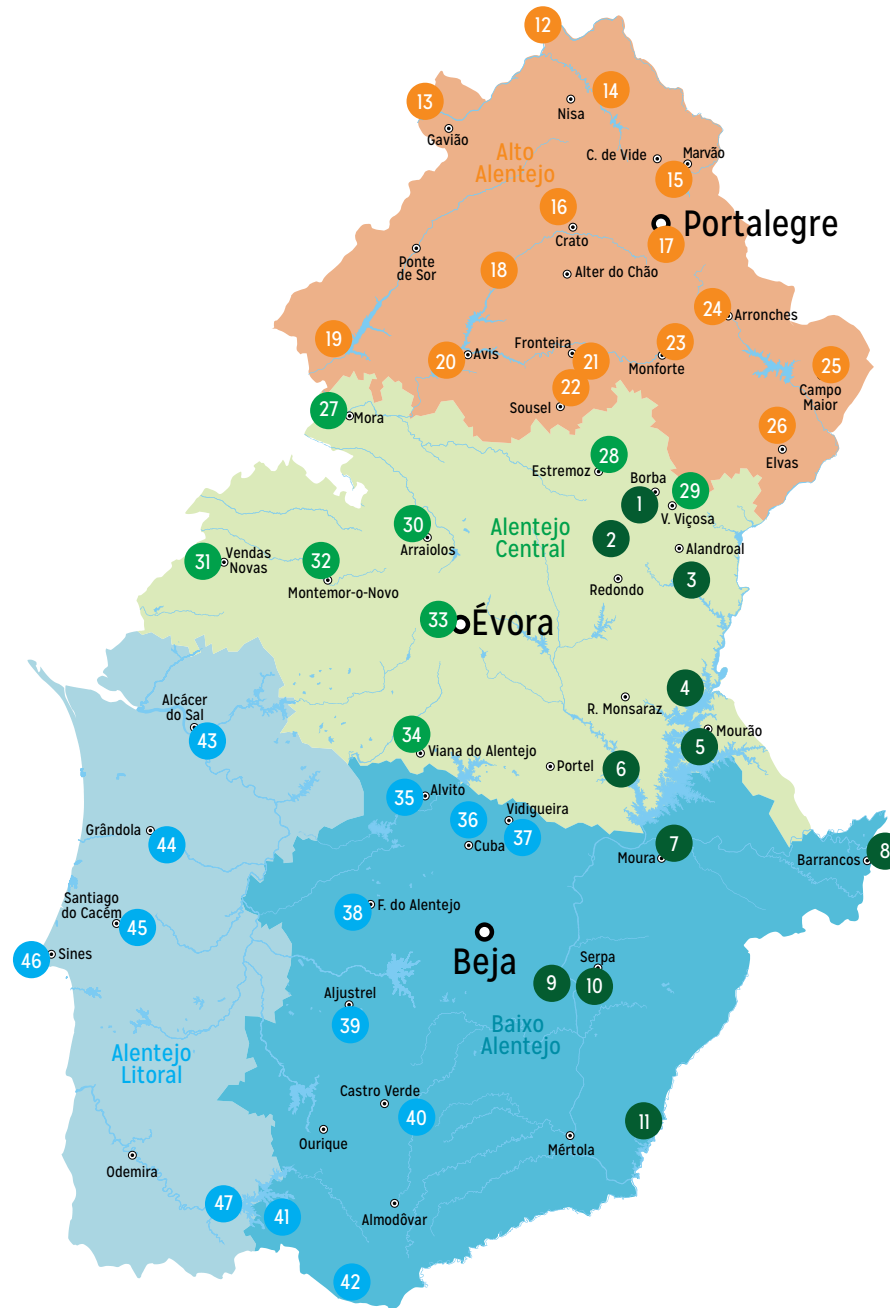 12
14
13
Nisa
Gavião
Alto
Alentejo
C. de Vide
Marvão
15
16
Portalegre
Crato
17
Ponte
de Sor
18
Alter do Chão
24
Arronches
19
20
Avis
Fronteira
21
23
Monforte
25
Campo
Maior
22
Sousel
27
Mora
26
Elvas
28
Estremoz
Borba
29
1
V. Viçosa
30
Arraiolos
Alentejo
Central
2
Alandroal
31
Vendas
Novas
32
Montemor-o-Novo
Redondo
3
33
Évora
4
R. Monsaraz
Alcácer
do Sal
43
34
Viana do Alentejo
Mourão
5
Portel
6
35
Alvito
36
Vidigueira
37
Cuba
Grândola
44
7
Moura
8
Barrancos
Santiago
do Cacém
45
38
F. do Alentejo
Beja
46
Sines
Serpa
9
10
Aljustrel
39
Baixo
Alentejo
Alentejo
Litoral
Castro Verde
40
Ourique
11
Mértola
Odemira
47
41
Almodôvar
42